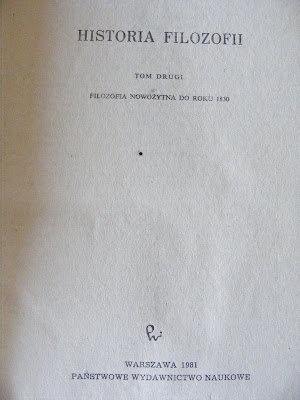 HISTORIA FILOZOFII
TOM DRUGI
FILOZOFIA NOWOŻYTNA DO ROKU 1830
WARSZAWA 1981
PAŃSTWOWE WYDAWNICTWO NAUKOWE